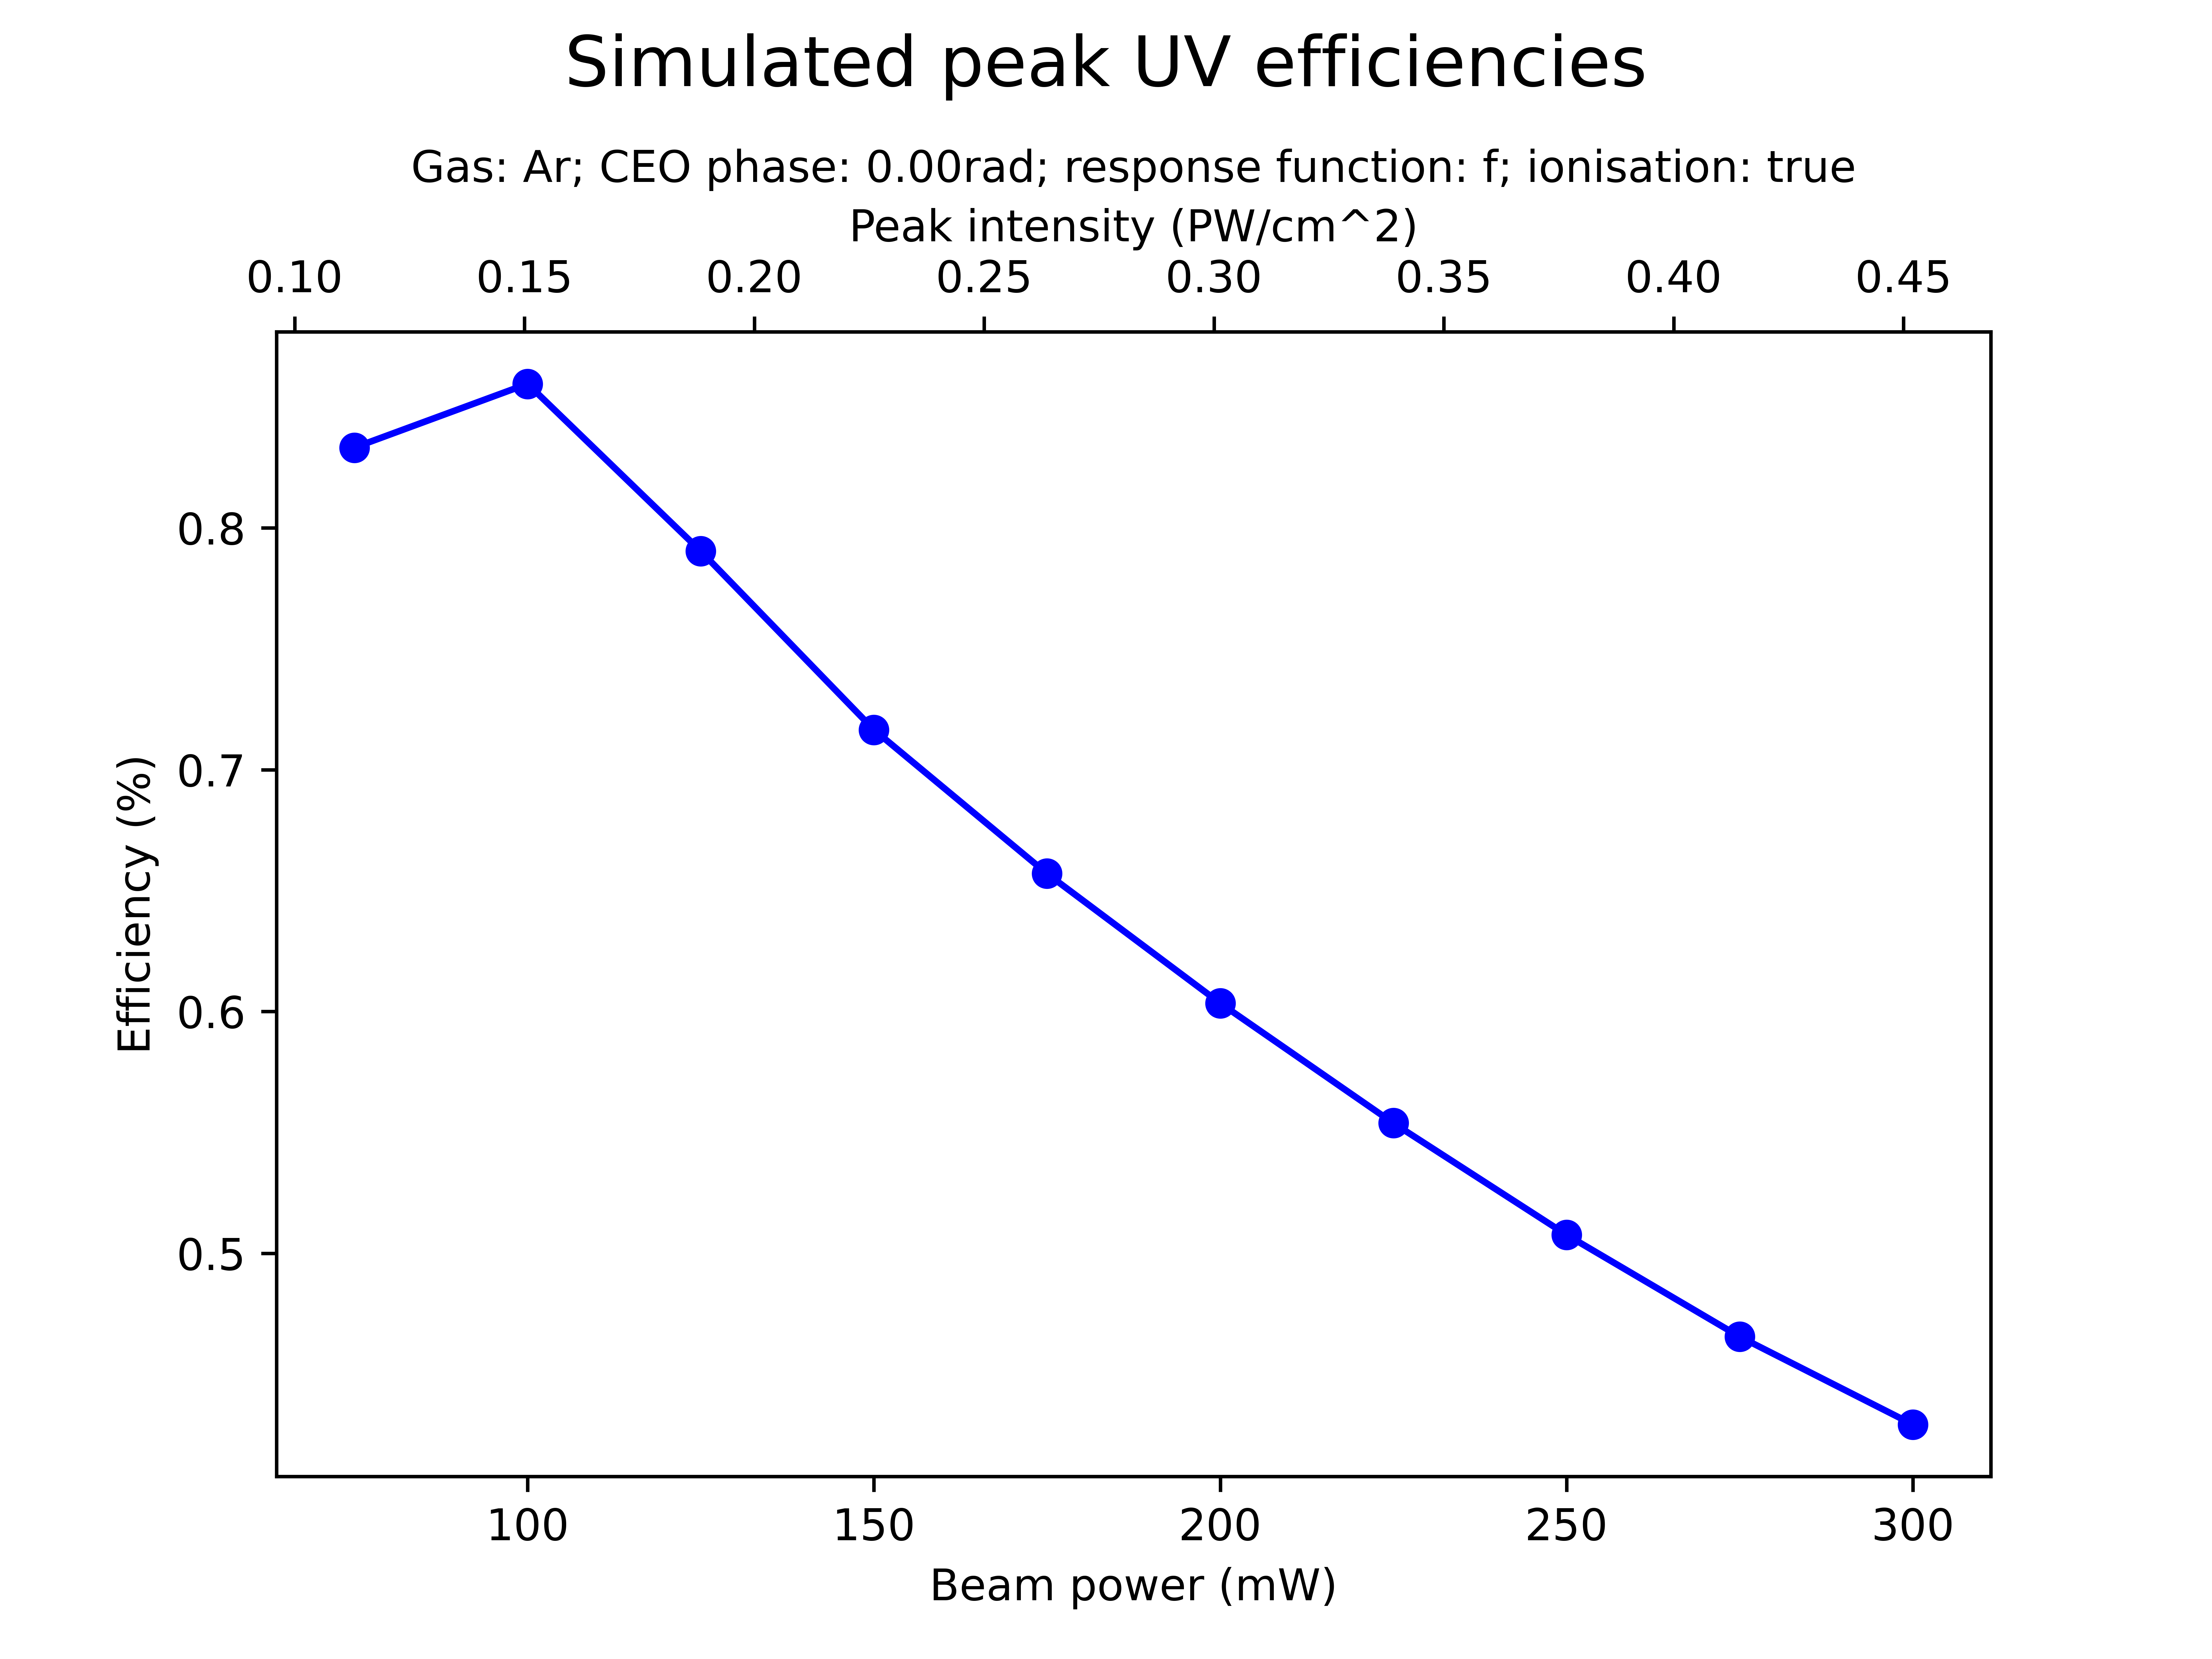 Simulated peak UV efficiencies
Gas: Ar; CEO phase: 0.00rad; response function: f; ionisation: true
Peak intensity (PW/cm^2)
0.10 0.15 0.20 0.25 0.30 0.35 0.40 0.45
0.8
0.7
0.6
0.5
Efficiency (%)
100 150 200 250 300
Beam power (mW)